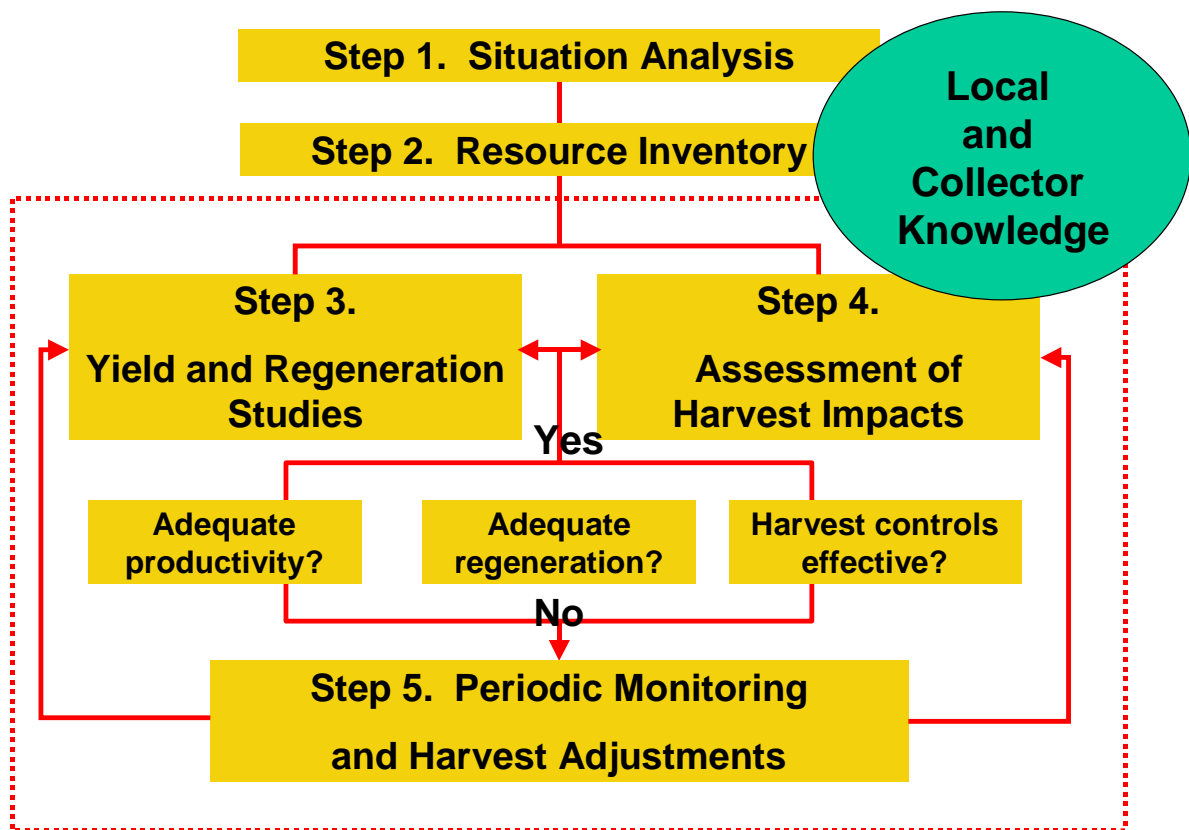 Step 1.  Situation Analysis
Local
and
Collector
Knowledge
Step 2.  Resource Inventory
Step 3.
Yield and Regeneration
Studies
Step 4.
Assessment of
Harvest Impacts
Yes
Adequate
productivity?
Adequate
regeneration?
Harvest controls
effective?
No
Step 5.  Periodic Monitoring
and Harvest Adjustments